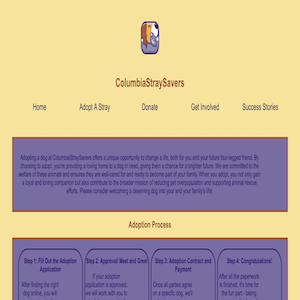 ColumbiaStraySavers
Home Adopt A Stray Donate Get Involved Success Stories
Adopting a dog at ColumbiaStraySavers offers a unique opportunity to change a life, both for you and your future four-legged friend. By
choosing to adopt, you're providing a loving home to a dog in need, giving them a chance for a brighter future. We are committed to the
welfare of these animals and ensures they are well-cared for and ready to become part of your family. When you adopt, you not only gain
a loyal and loving companion but also contribute to the broader mission of reducing pet overpopulation and supporting animal rescue
efforts. Please consider welcoming a deserving dog into your and your family's life!
Adoption Process
Step 1: Fill Out the Adoption
Application
After finding the right
dog online, you will
Step 2: Approval/ Meet and Greet
If your adoption
application is approved,
we will work with you to
Step 3: Adoption Contract and
Payment
Once all parties agree
on a specific dog, we'll
Step 4: Congratulations!
After all the paperwork
is finished, it's time for
the fun part - taking